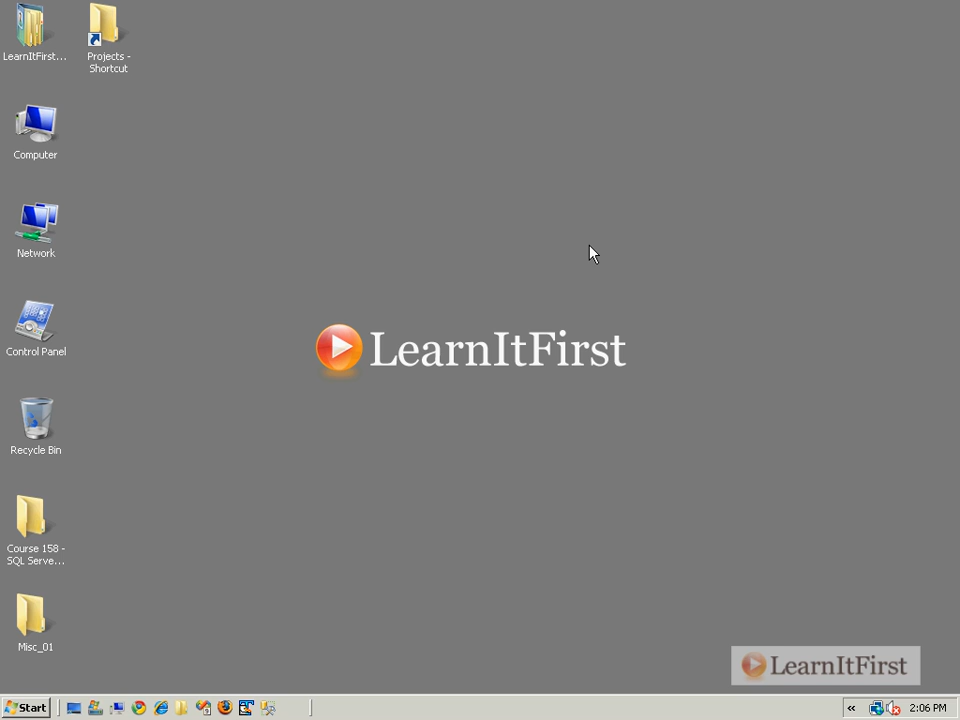 LearnItFirst...
Projects -
Shortcut
Computer
Network
Control Panel
Recycle Bin
Course 158 -
SQL Serve...
Misc_01
LearnItFirst
LearnItFirst
Start
«
2:06 PM